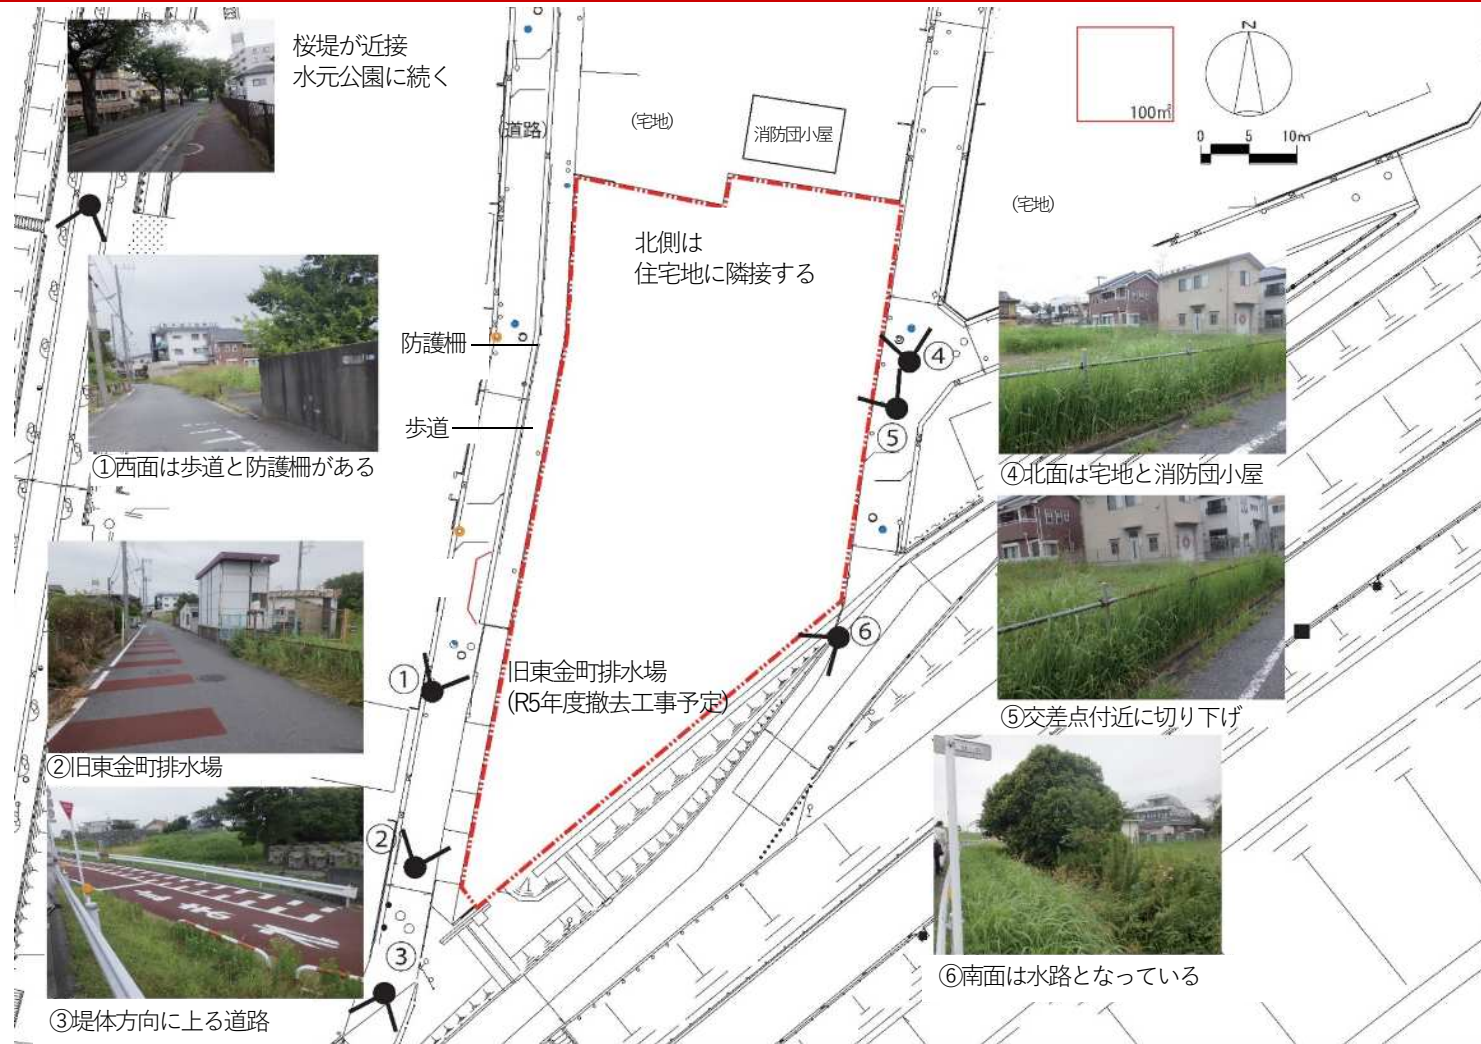 桜堤が近接
水元公園に続く
(道路)
(宅地)
消防団小屋
100㎡
N
0 5 10m
(宅地)
北側は
住宅地に隣接する
防護柵
歩道
①西面は歩道と防護柵がある
④
⑤
④北面は宅地と消防団小屋
①
⑥
旧東金町排水場
(R5年度撤去工事予定)
⑤交差点付近に切り下げ
②旧東金町排水場
②
③
⑥南面は水路となっている
③堤体方向に上る道路